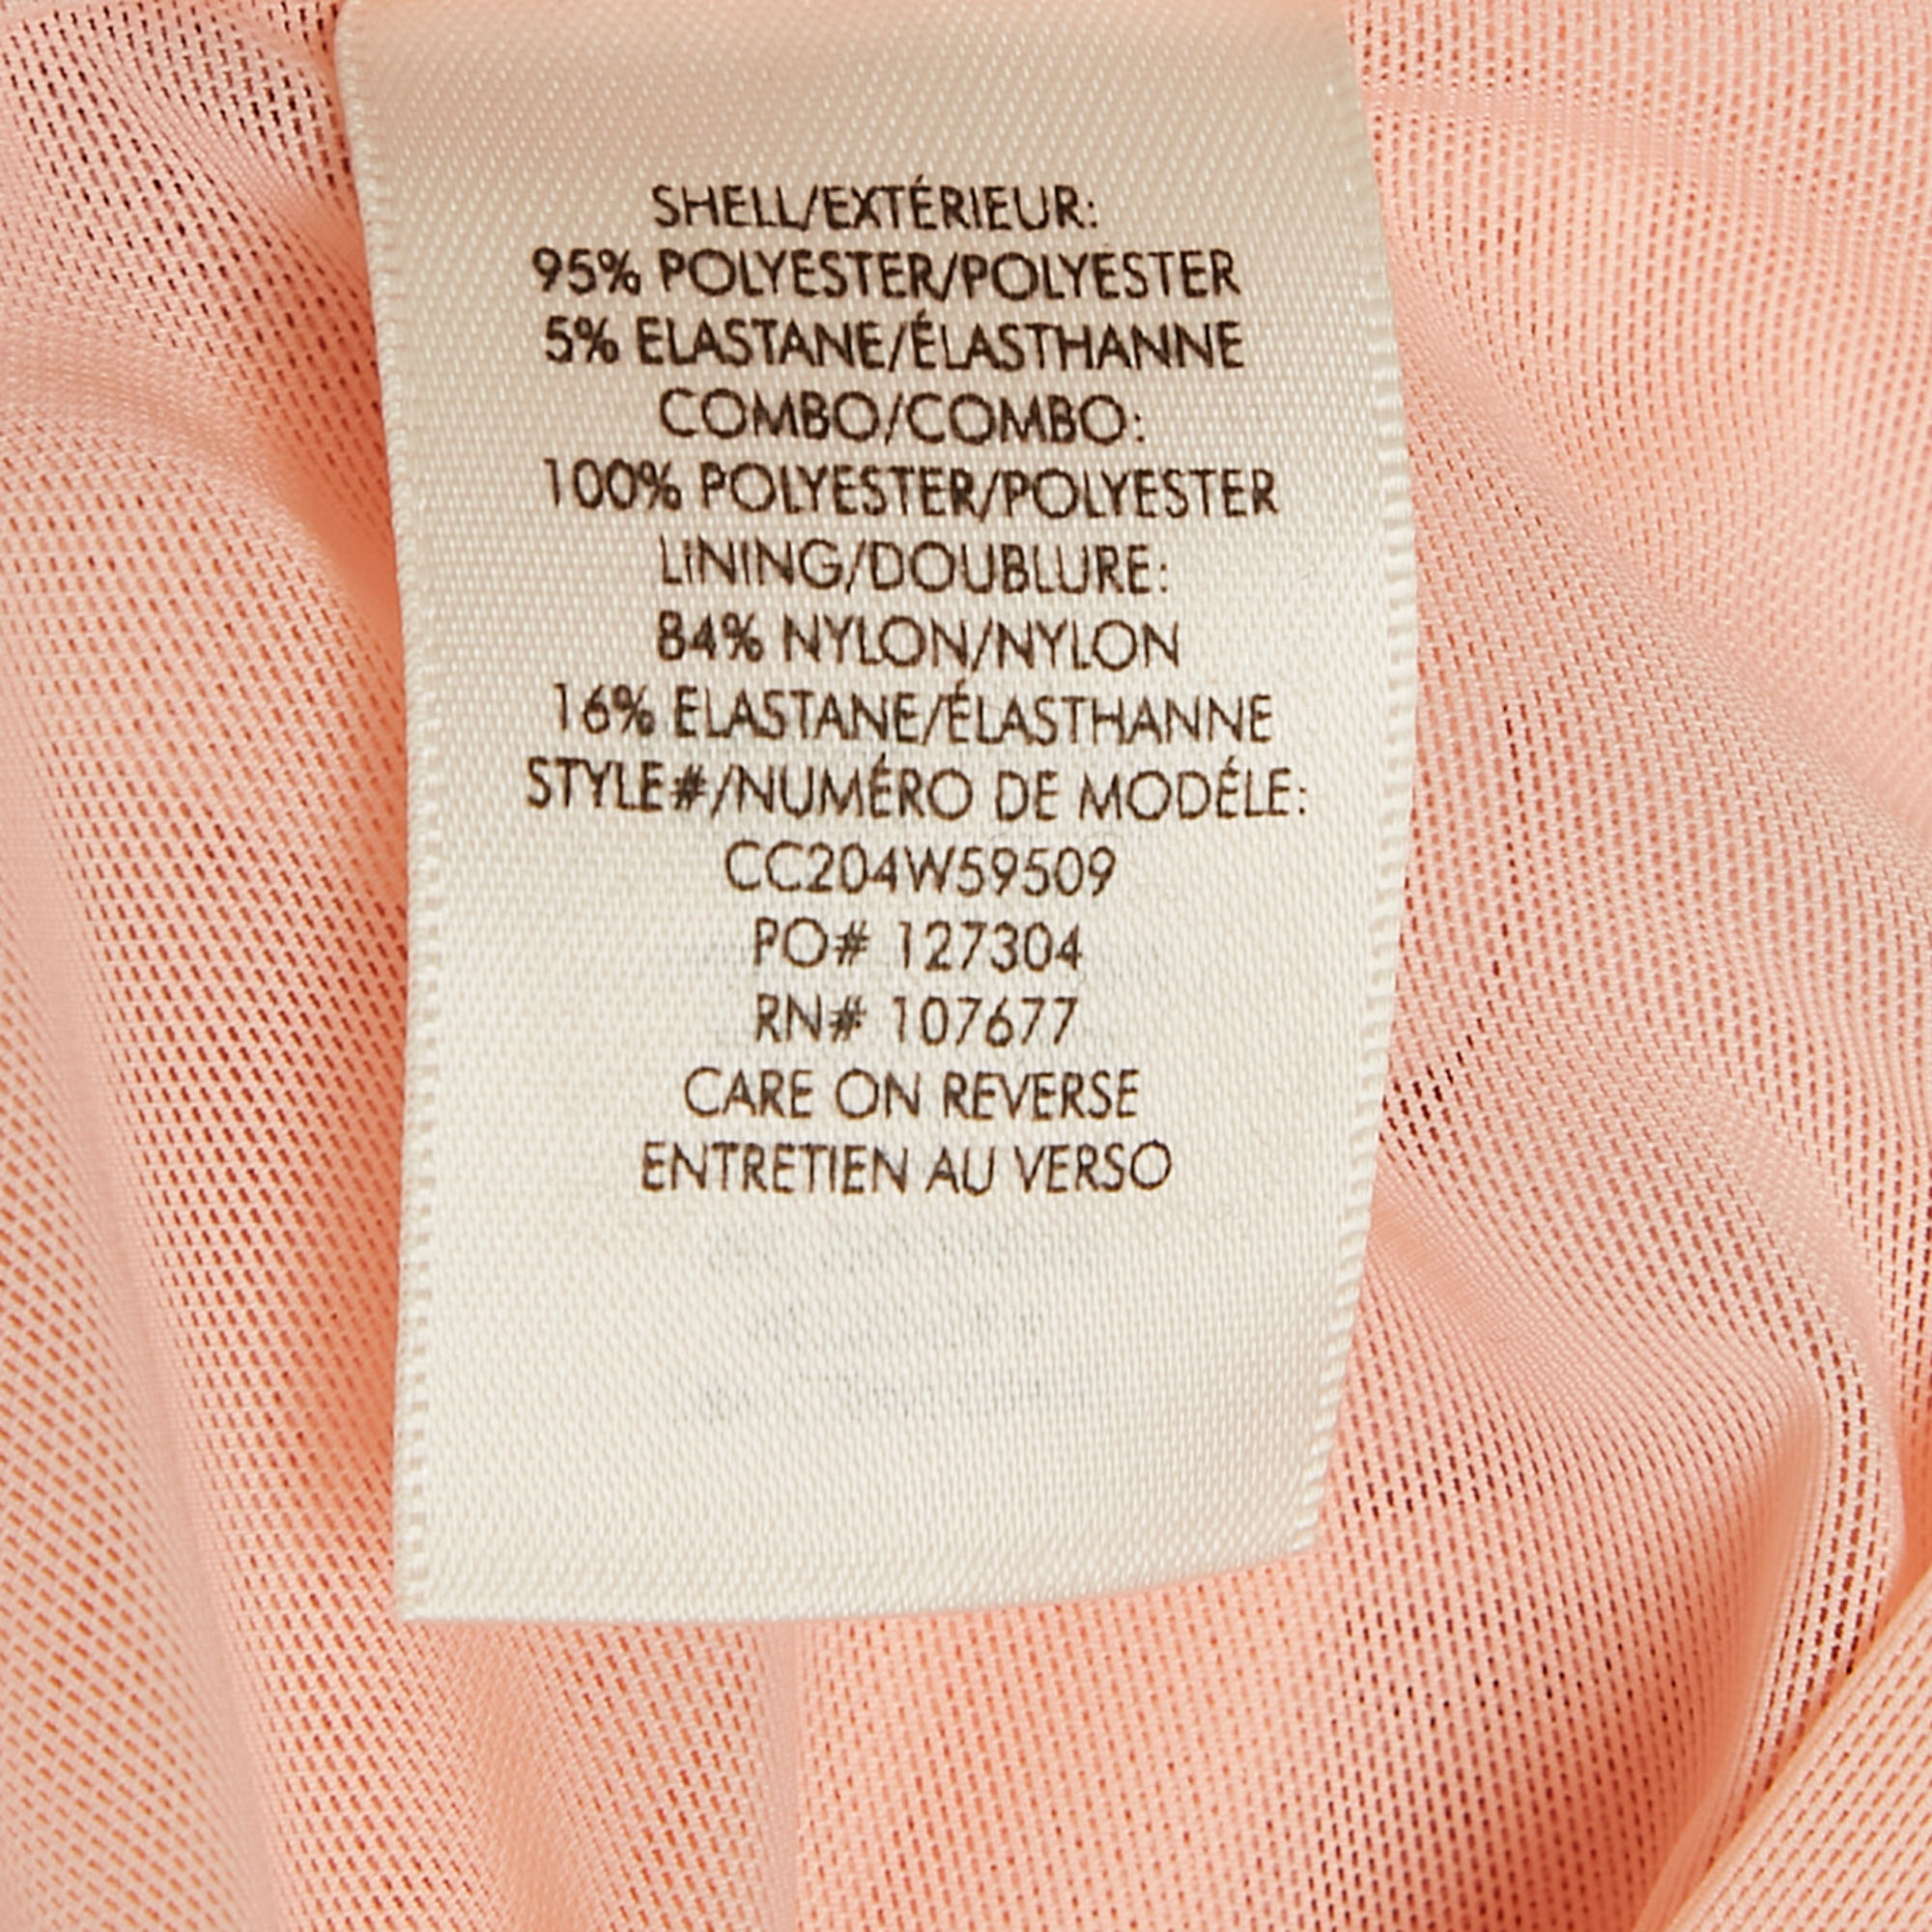 SHELL/EXTÉRIEUR:
95% POLYESTER/POLYESTER
5% ELASTANE/ÉLASTHANNE
COMBO/COMBO:
100% POLYESTER/POLYESTER
LINING/DOUBLURE:
84% NYLON/NYLON
16% ELASTANE/ÉLASTHANNE
STYLE#/NUMÉRO DE MODÉLE:
CC204W59509
PO# 127304
RN# 107677
CARE ON REVERSE
ENTRETIEN AU VERSO